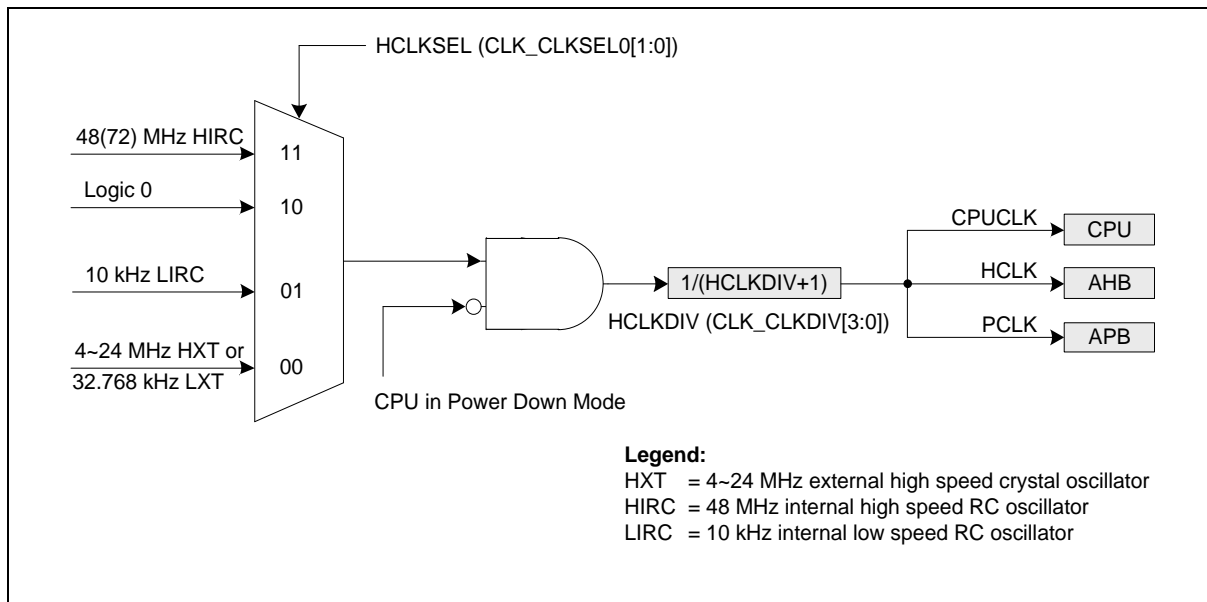 HCLKSEL (CLK_CLKSEL0[1:0])
48(72) MHz HIRC
11
Logic 0
10
10 kHz LIRC
01
4~24 MHz HXT or
32.768 kHz LXT
00
CPU in Power Down Mode
1/(HCLKDIV+1)
HCLKDIV (CLK_CLKDIV[3:0])
CPUCLK
CPU
HCLK
AHB
PCLK
APB
Legend:
HXT = 4~24 MHz external high speed crystal oscillator
HIRC = 48 MHz internal high speed RC oscillator
LIRC = 10 kHz internal low speed RC oscillator